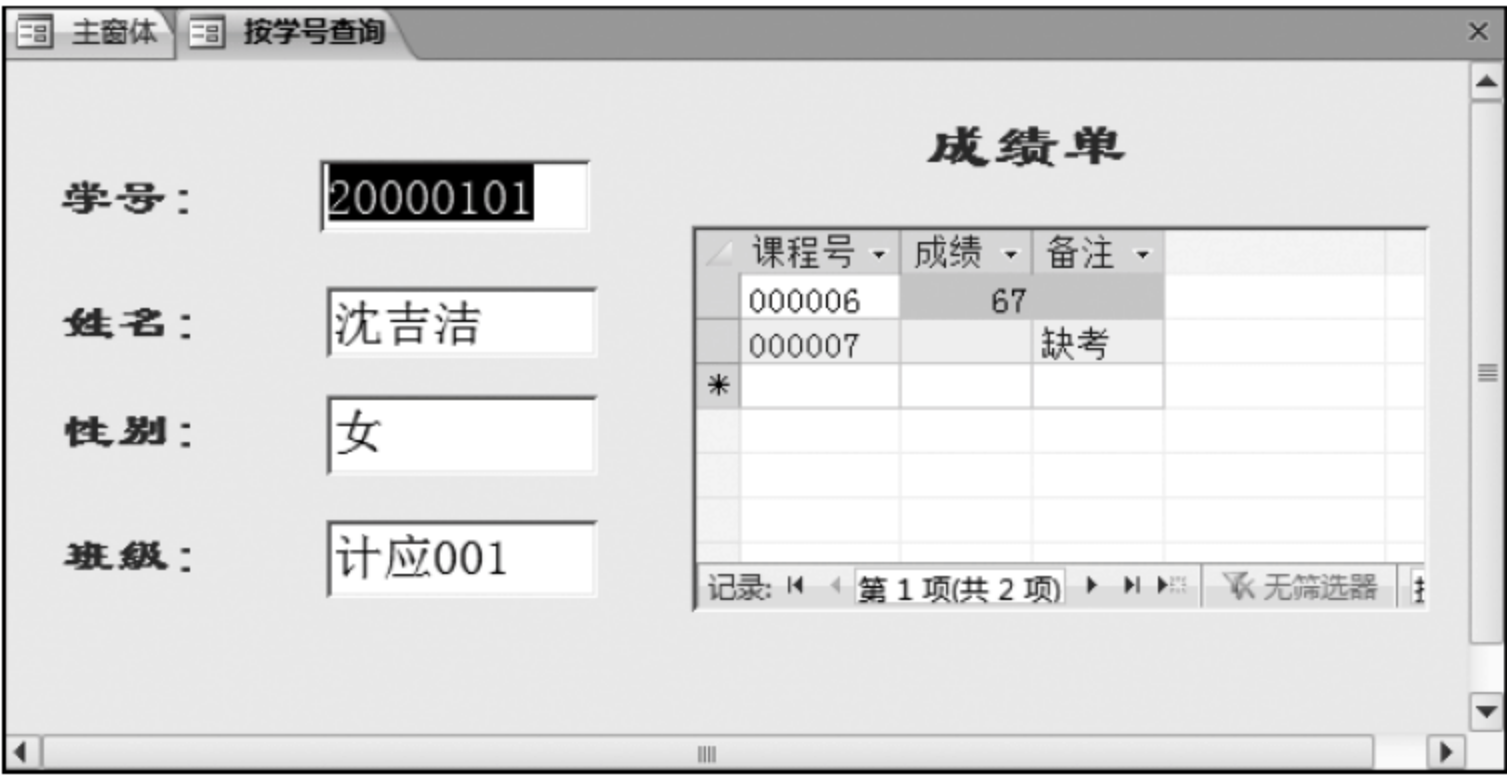 主窗体 按学号查询
成绩单
学号： 20000101
姓名： 沈吉洁
性别： 女
班级： 计应001
课程号 成绩 备注
000006 67
000007 缺考
记录: 第 1 项(共 2 项) 无筛选器